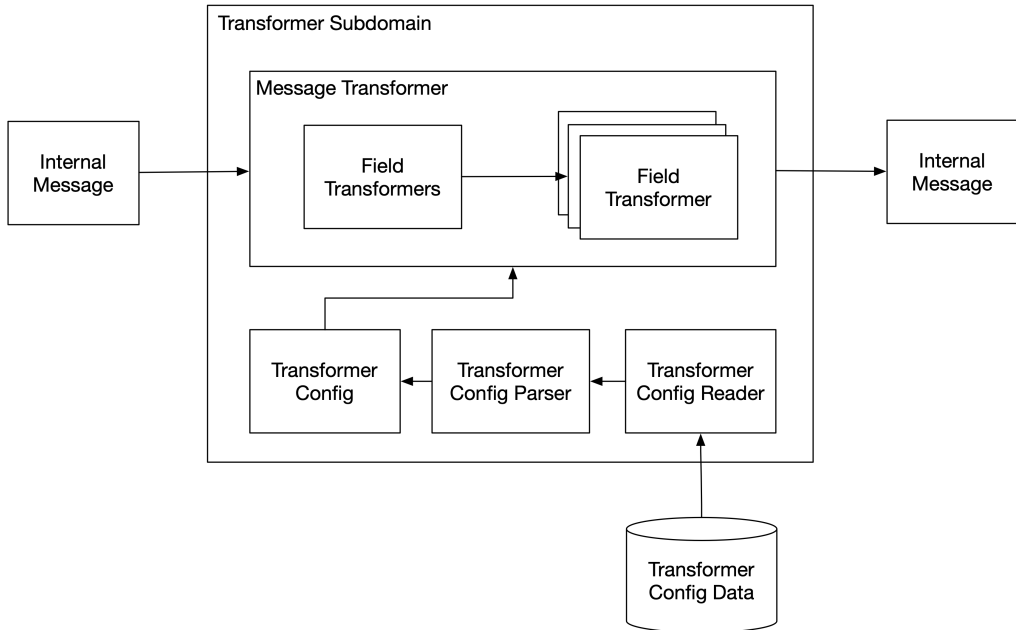 Transformer Subdomain
Message Transformer
Internal
Message
Field
Transformers
Field
Transformer
Internal
Message
Transformer
Config
Transformer
Config Parser
Transformer
Config Reader
Transformer
Config Data